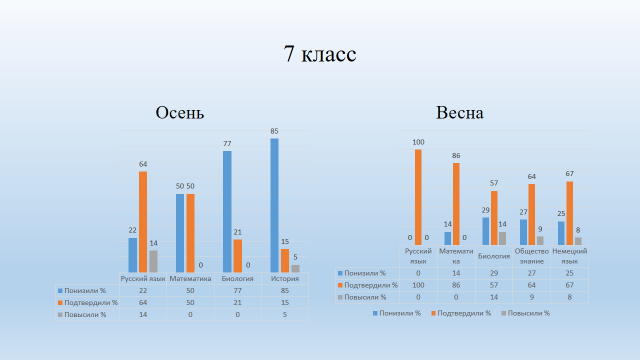 7 класс
Осень
85
77
64
50 50
22
21
15
14
5
0
0
Русский язык Математика Биология История
Понизили % 22 50 77 85
Подтвердили % 64 50 21 15
Повысили % 14 0 0 5
Весна
100
86
57
64
67
29
27
25
14
14
9
8
0 0
0
Русский Математи Биология Общество Немецкий
язык ка знание язык
Понизили % 0 14 29 27 25
Подтвердили % 100 86 57 64 67
Повысили % 0 0 14 9 8
Понизили % Подтвердили % Повысили %